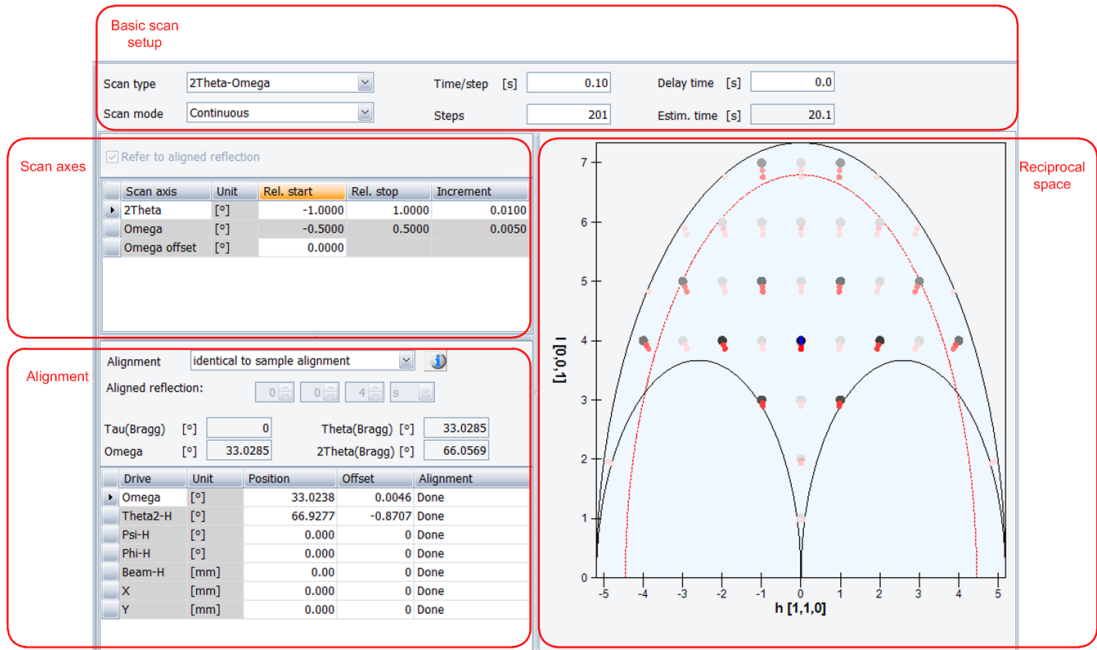 Basic scan
setup
Scan type 2Theta-Omega Time/step [s] 0.10 Delay time [s] 0.0
Scan mode Continuous Steps 201 Estim. time [s] 20.1
Scan axes
Refer to aligned reflection
Scan axis Unit Rel. start Rel. stop Increment
2Theta [°] -1.0000 1.0000 0.0100
Omega [°] -0.5000 0.5000 0.0050
Omega offset [°] 0.0000
Alignment
Alignment identical to sample alignment i
Aligned reflection:
0 0 4 s
Tau(Bragg) [°] 0 Theta(Bragg) [°] 33.0285
Omega [°] 33.0285 2Theta(Bragg) [°] 66.0569
Drive Unit Position Offset Alignment
Omega [°] 33.0238 0.0046 Done
Theta2-H [°] 66.9277 -0.8707 Done
Psi-H [°] 0.000 0 Done
Phi-H [°] 0.000 0 Done
Beam-H [mm] 0.00 0 Done
X [mm] 0.000 0 Done
Y [mm] 0.000 0 Done
Reciprocal
space
7
6
5
4
3
2
1
0
l [0,0,1]
-5 -4 -3 -2 -1 0 1 2 3 4 5
h [1,1,0]